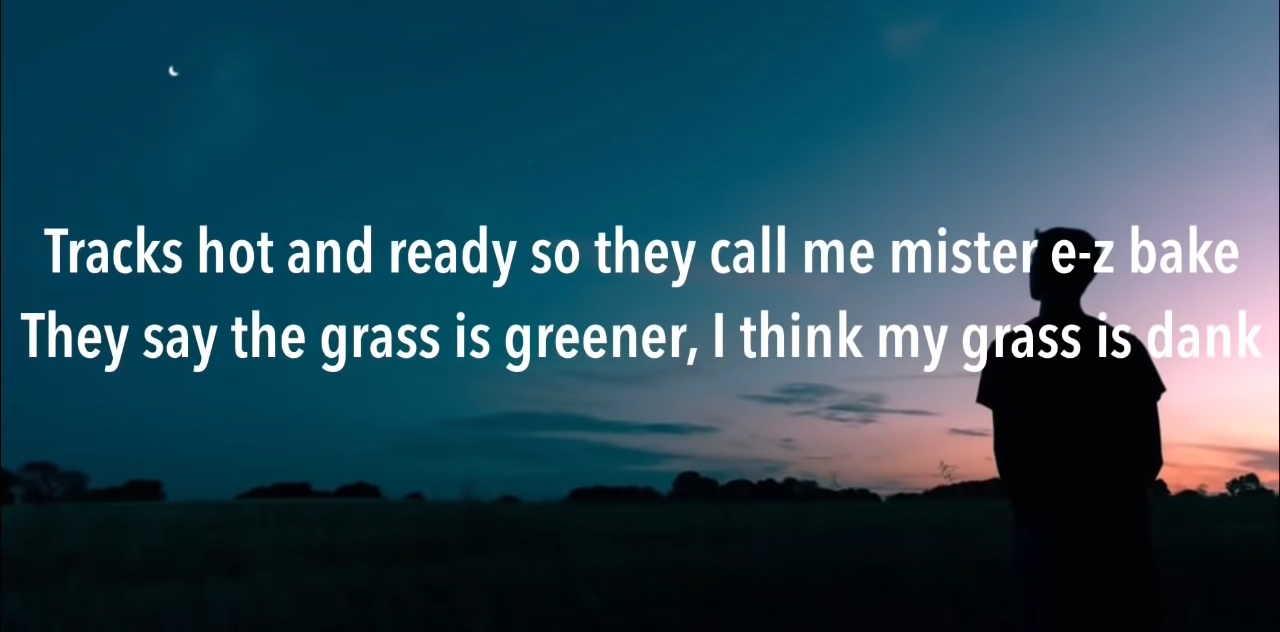 Tracks hot and ready so they call me mister e-z bake
They say the grass is greener, I think my grass is dank